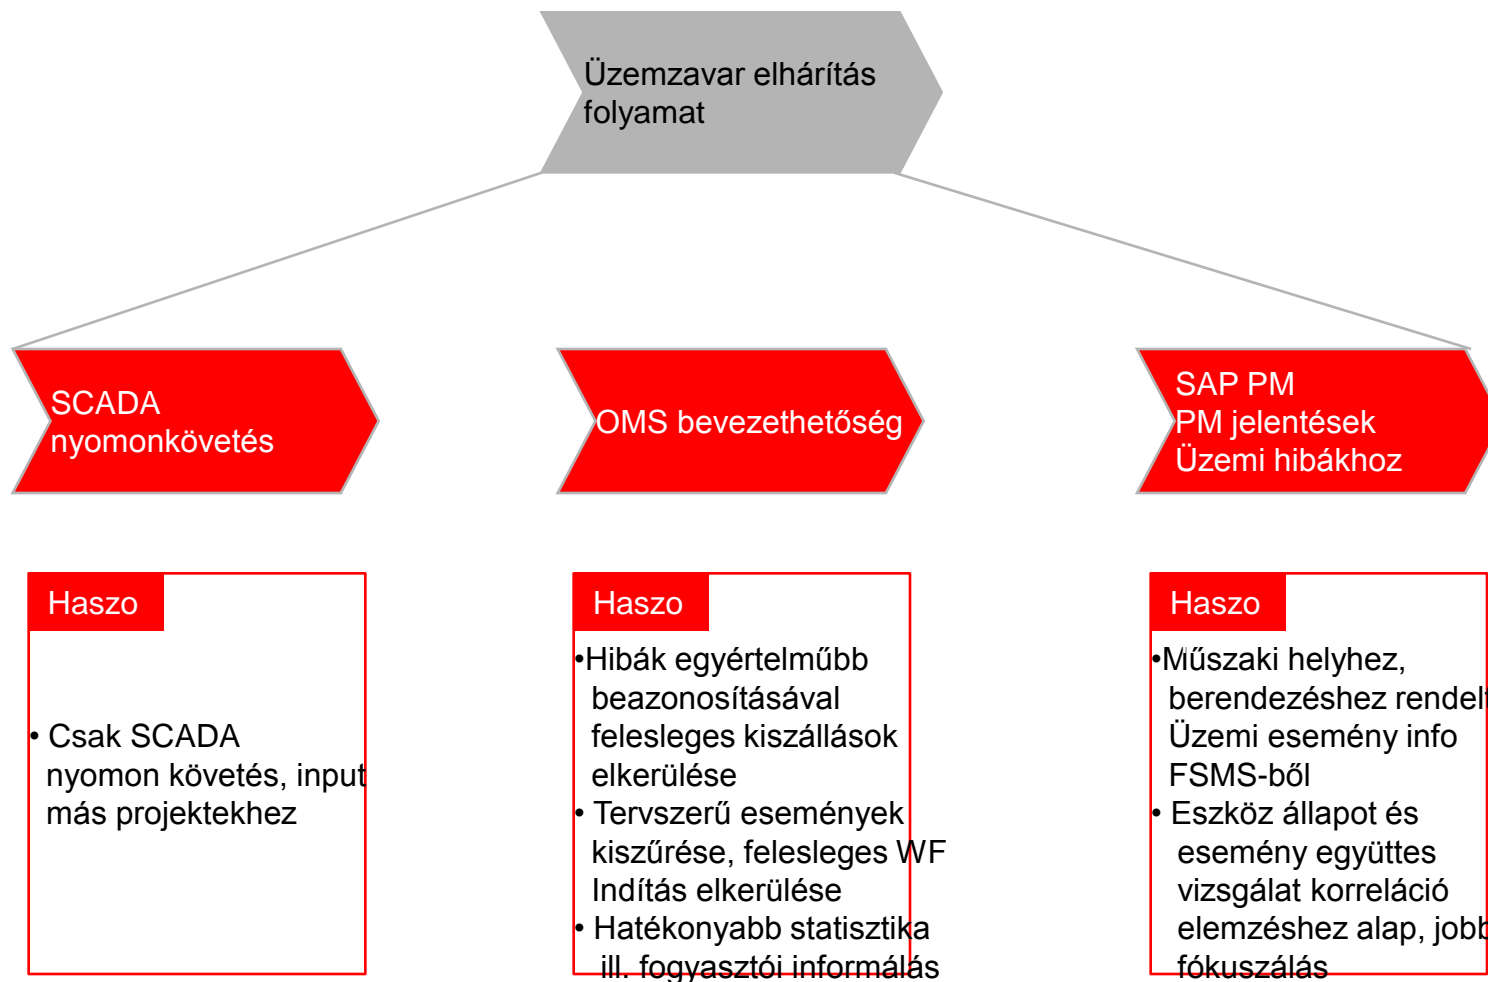 Üzemzavar elhárítás
folyamat
SCADA
nyomonkövetés
OMS bevezethetőség
SAP PM
PM jelentések
Üzemi hibákhoz
Haszo
• Csak SCADA
nyomon követés, input
más projektekhez
Haszo
•Hibák egyértelműbb
beazonosításával
felesleges kiszállások
elkerülése
• Tervszerű események
kiszűrése, felesleges WF
Indítás elkerülése
• Hatékonyabb statisztika
ill. fogyasztói informálás
Haszo
•Műszaki helyhez,
berendezéshez rendelt
Üzemi esemény info
FSMS-ből
• Eszköz állapot és
esemény együttes
vizsgálat korreláció
elemzéshez alap, jobb
fókuszálás